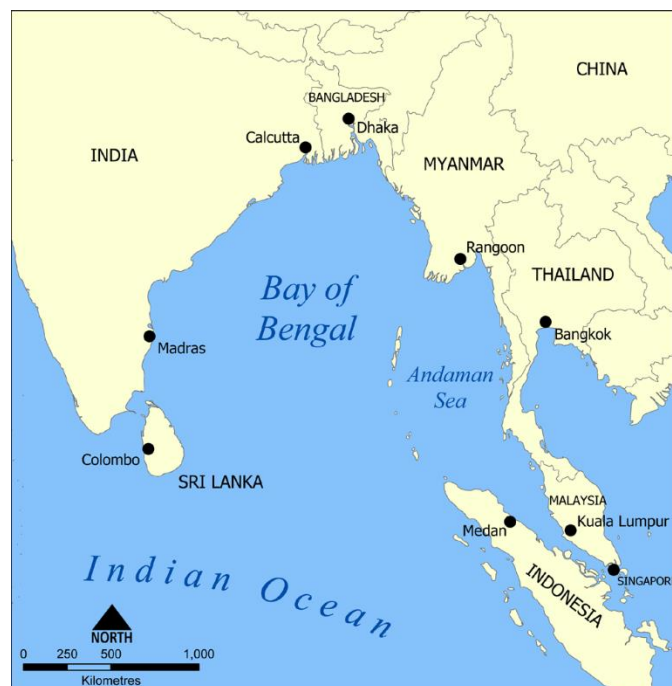 CHINA
BANGLADESH
Dhaka
Calcutta
INDIA
MYANMAR
Rangoon
THAILAND
Bay of
Bengal
Bangkok
Madras
Andaman
Sea
Colombo
SRI LANKA
MALAYSIA
Medan
Kuala Lumpur
INDONESIA
SINGAPOR
Indian Ocean
NORTH
0 250 500 1,000
Kilometres